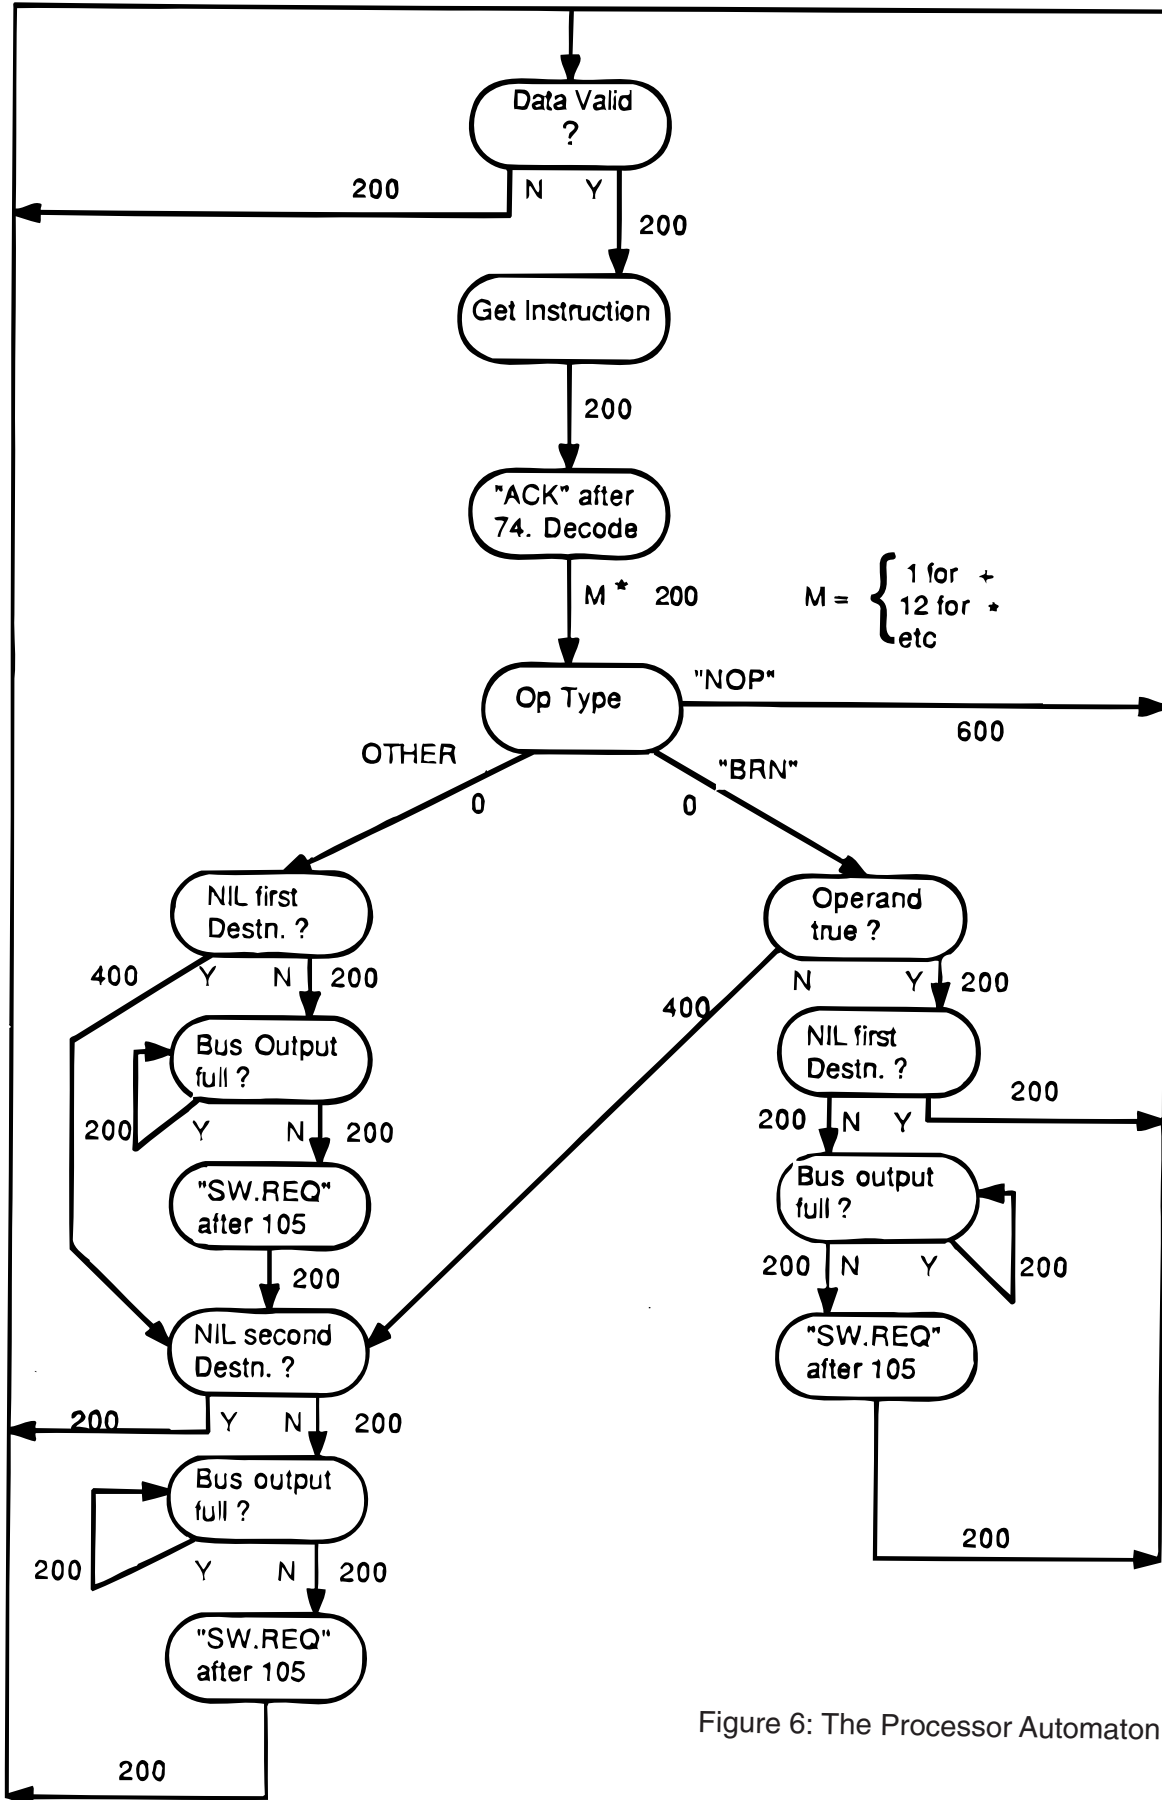 Data Valid
?
200
N Y
200
Get Instruction
200
"ACK" after
74. Decode
M * 200
M =
1 for +
12 for *
etc
Op Type
"NOP"
600
OTHER
0
"BRN"
0
NIL first
Destn. ?
400
Y N
200
Bus Output
full ?
200
Y N
200
"SW.REQ"
after 105
200
NIL second
Destn. ?
200
Y N
200
Bus output
full ?
200
Y N
200
"SW.REQ"
after 105
200
Operand
true ?
400
N Y
200
NIL first
Destn. ?
200
N Y
200
Bus output
full ?
200
N Y
200
"SW.REQ"
after 105
200
Figure 6: The Processor Automaton